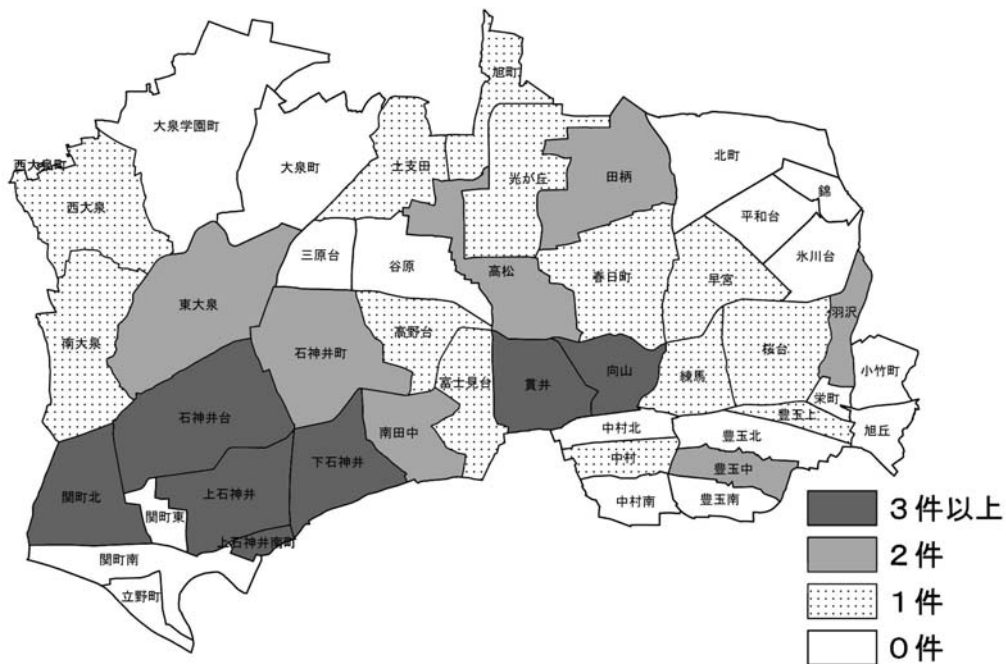 旭町
大泉学園町
大泉町
土支田
光が丘
田柄
北町
錦
西大泉町
西大泉
平和台
三原台
谷原
高松
春日町
早宮
氷川台
東大泉
南大泉
石神井町
高野台
羽沢
富士見台
貫井
向山
練馬
桜台
小竹町
栄町
石神井台
南田中
中村北
豊玉上
豊玉北
旭丘
下石神井
中村
豊玉中
関町北
上石神井
関町東
中村南
豊玉南
上石神井南町
関町南
立野町
3件以上
2件
1件
0件